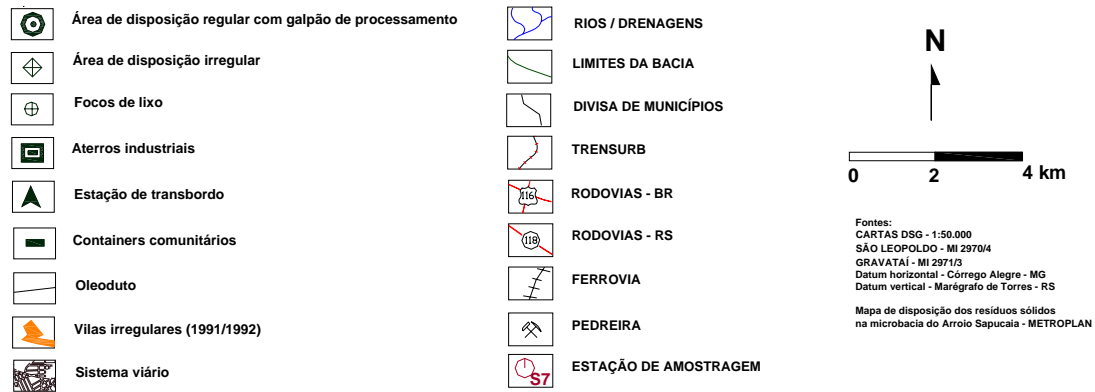 Área de disposição regular com galpão de processamento
Área de disposição irregular
Focos de lixo
Aterros industriais
Estação de transbordo
Containers comunitários
Oleoduto
Vilas irregulares (1991/1992)
Sistema viário
RIOS / DRENAGENS
LIMITES DA BACIA
DIVISA DE MUNICÍPIOS
TRENSURB
116
RODOVIAS - BR
118
RODOVIAS - RS
FERROVIA
PEDREIRA
S7
ESTAÇÃO DE AMOSTRAGEM
N
0 2 4 km
Fontes:
CARTAS DSG - 1:50.000
SÃO LEOPOLDO - MI 2970/4
GRAVATAÍ - MI 2971/3
Datum horizontal - Córrego Alegre - MG
Datum vertical - Marégrafo de Torres - RS
Mapa de disposição dos resíduos sólidos
na microbacia do Arroio Sapucaia - METROPLAN